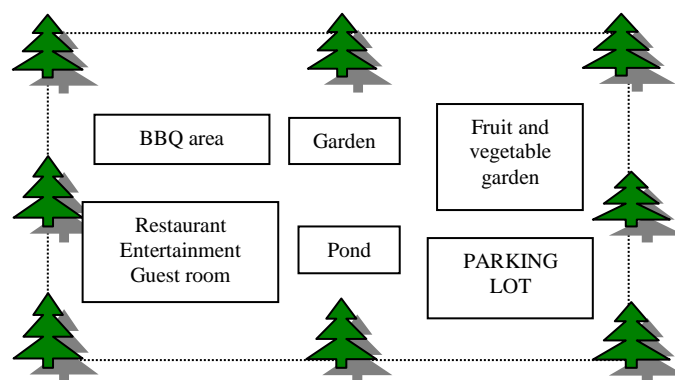 BBQ area
Garden
Fruit and
vegetable
garden
Restaurant
Entertainment
Guest room
Pond
PARKING
LOT